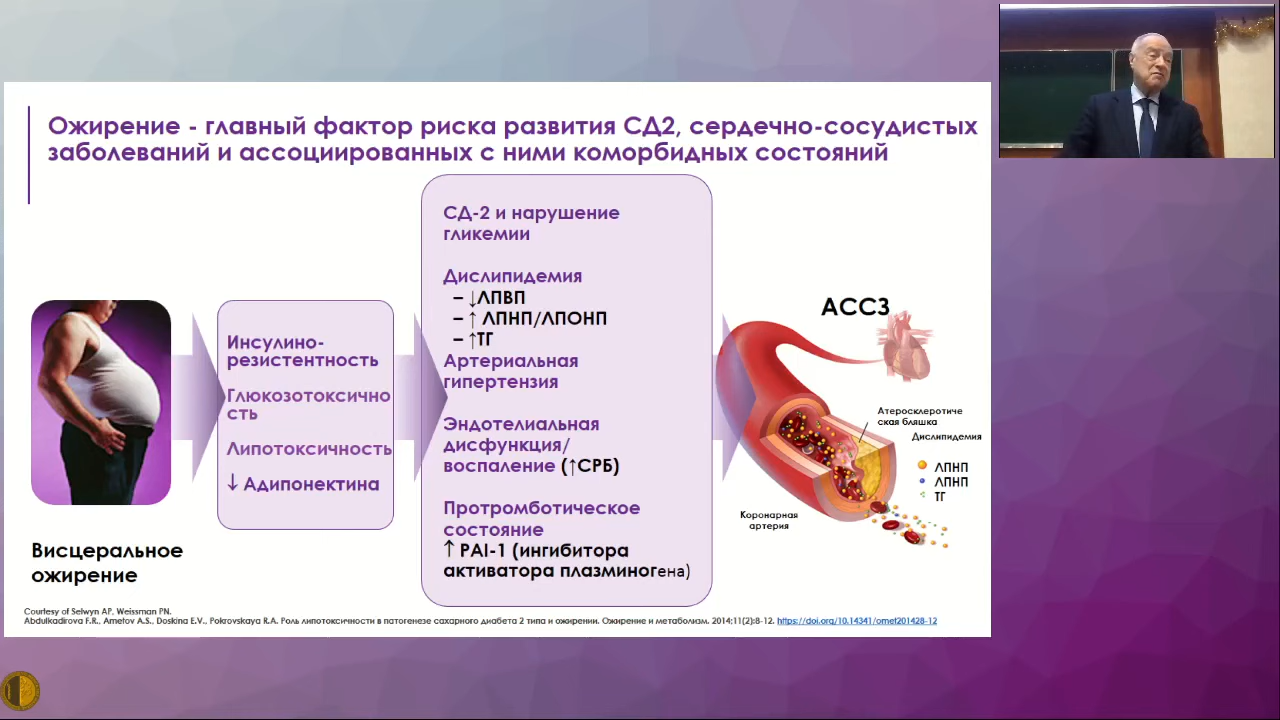 Ожирение - главный фактор риска развития СД2, сердечно-сосудистых
заболеваний и ассоциированных с ними коморбидных состояний
Висцеральное
ожирение
Инсулино-
резистентность
Глюкозотоксично
сть
Липотоксичность
↓ Адипонектина
СД-2 и нарушение
гликемии
Дислипидемия
– ↓ЛПВП
– ↑ ЛПНП/ЛПОНП
– ↑ТГ
Артериальная
гипертензия
Эндотелиальная
дисфункция/
воспаление (↑СРБ)
Протромботическое
состояние
↑ PAI-1 (ингибитора
активатора плазминогена)
АССЗ
Атеросклеротиче
ская бляшка
Дислипидемия
ЛПНП
ЛПНП
ТГ
Коронарная
артерия
Courtesy of Selwyn AP, Weissman PN.
Abdulkadirova F.R., Ametov A.S., Doskina E.V., Pokrovskaya R.A. Роль липотоксичности в патогенезе сахарного диабета 2 типа и ожирении. Ожирение и метаболизм. 2014;11(2):8-12. https://doi.org/10.14341/omet201428-12